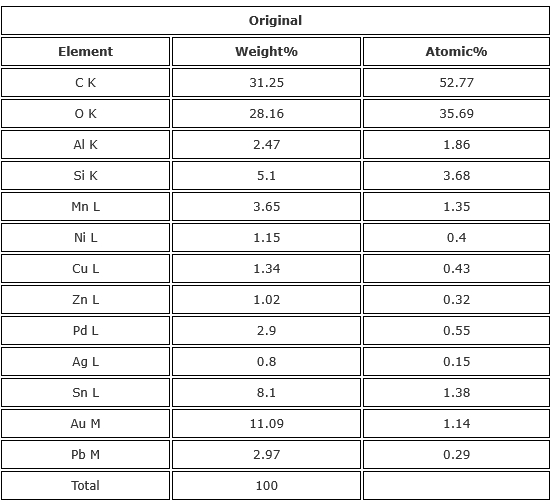 Original
Element Weight% Atomic%
C K 31.25 52.77
O K 28.16 35.69
Al K 2.47 1.86
Si K 5.1 3.68
Mn L 3.65 1.35
Ni L 1.15 0.4
Cu L 1.34 0.43
Zn L 1.02 0.32
Pd L 2.9 0.55
Ag L 0.8 0.15
Sn L 8.1 1.38
Au M 11.09 1.14
Pb M 2.97 0.29
Total 100